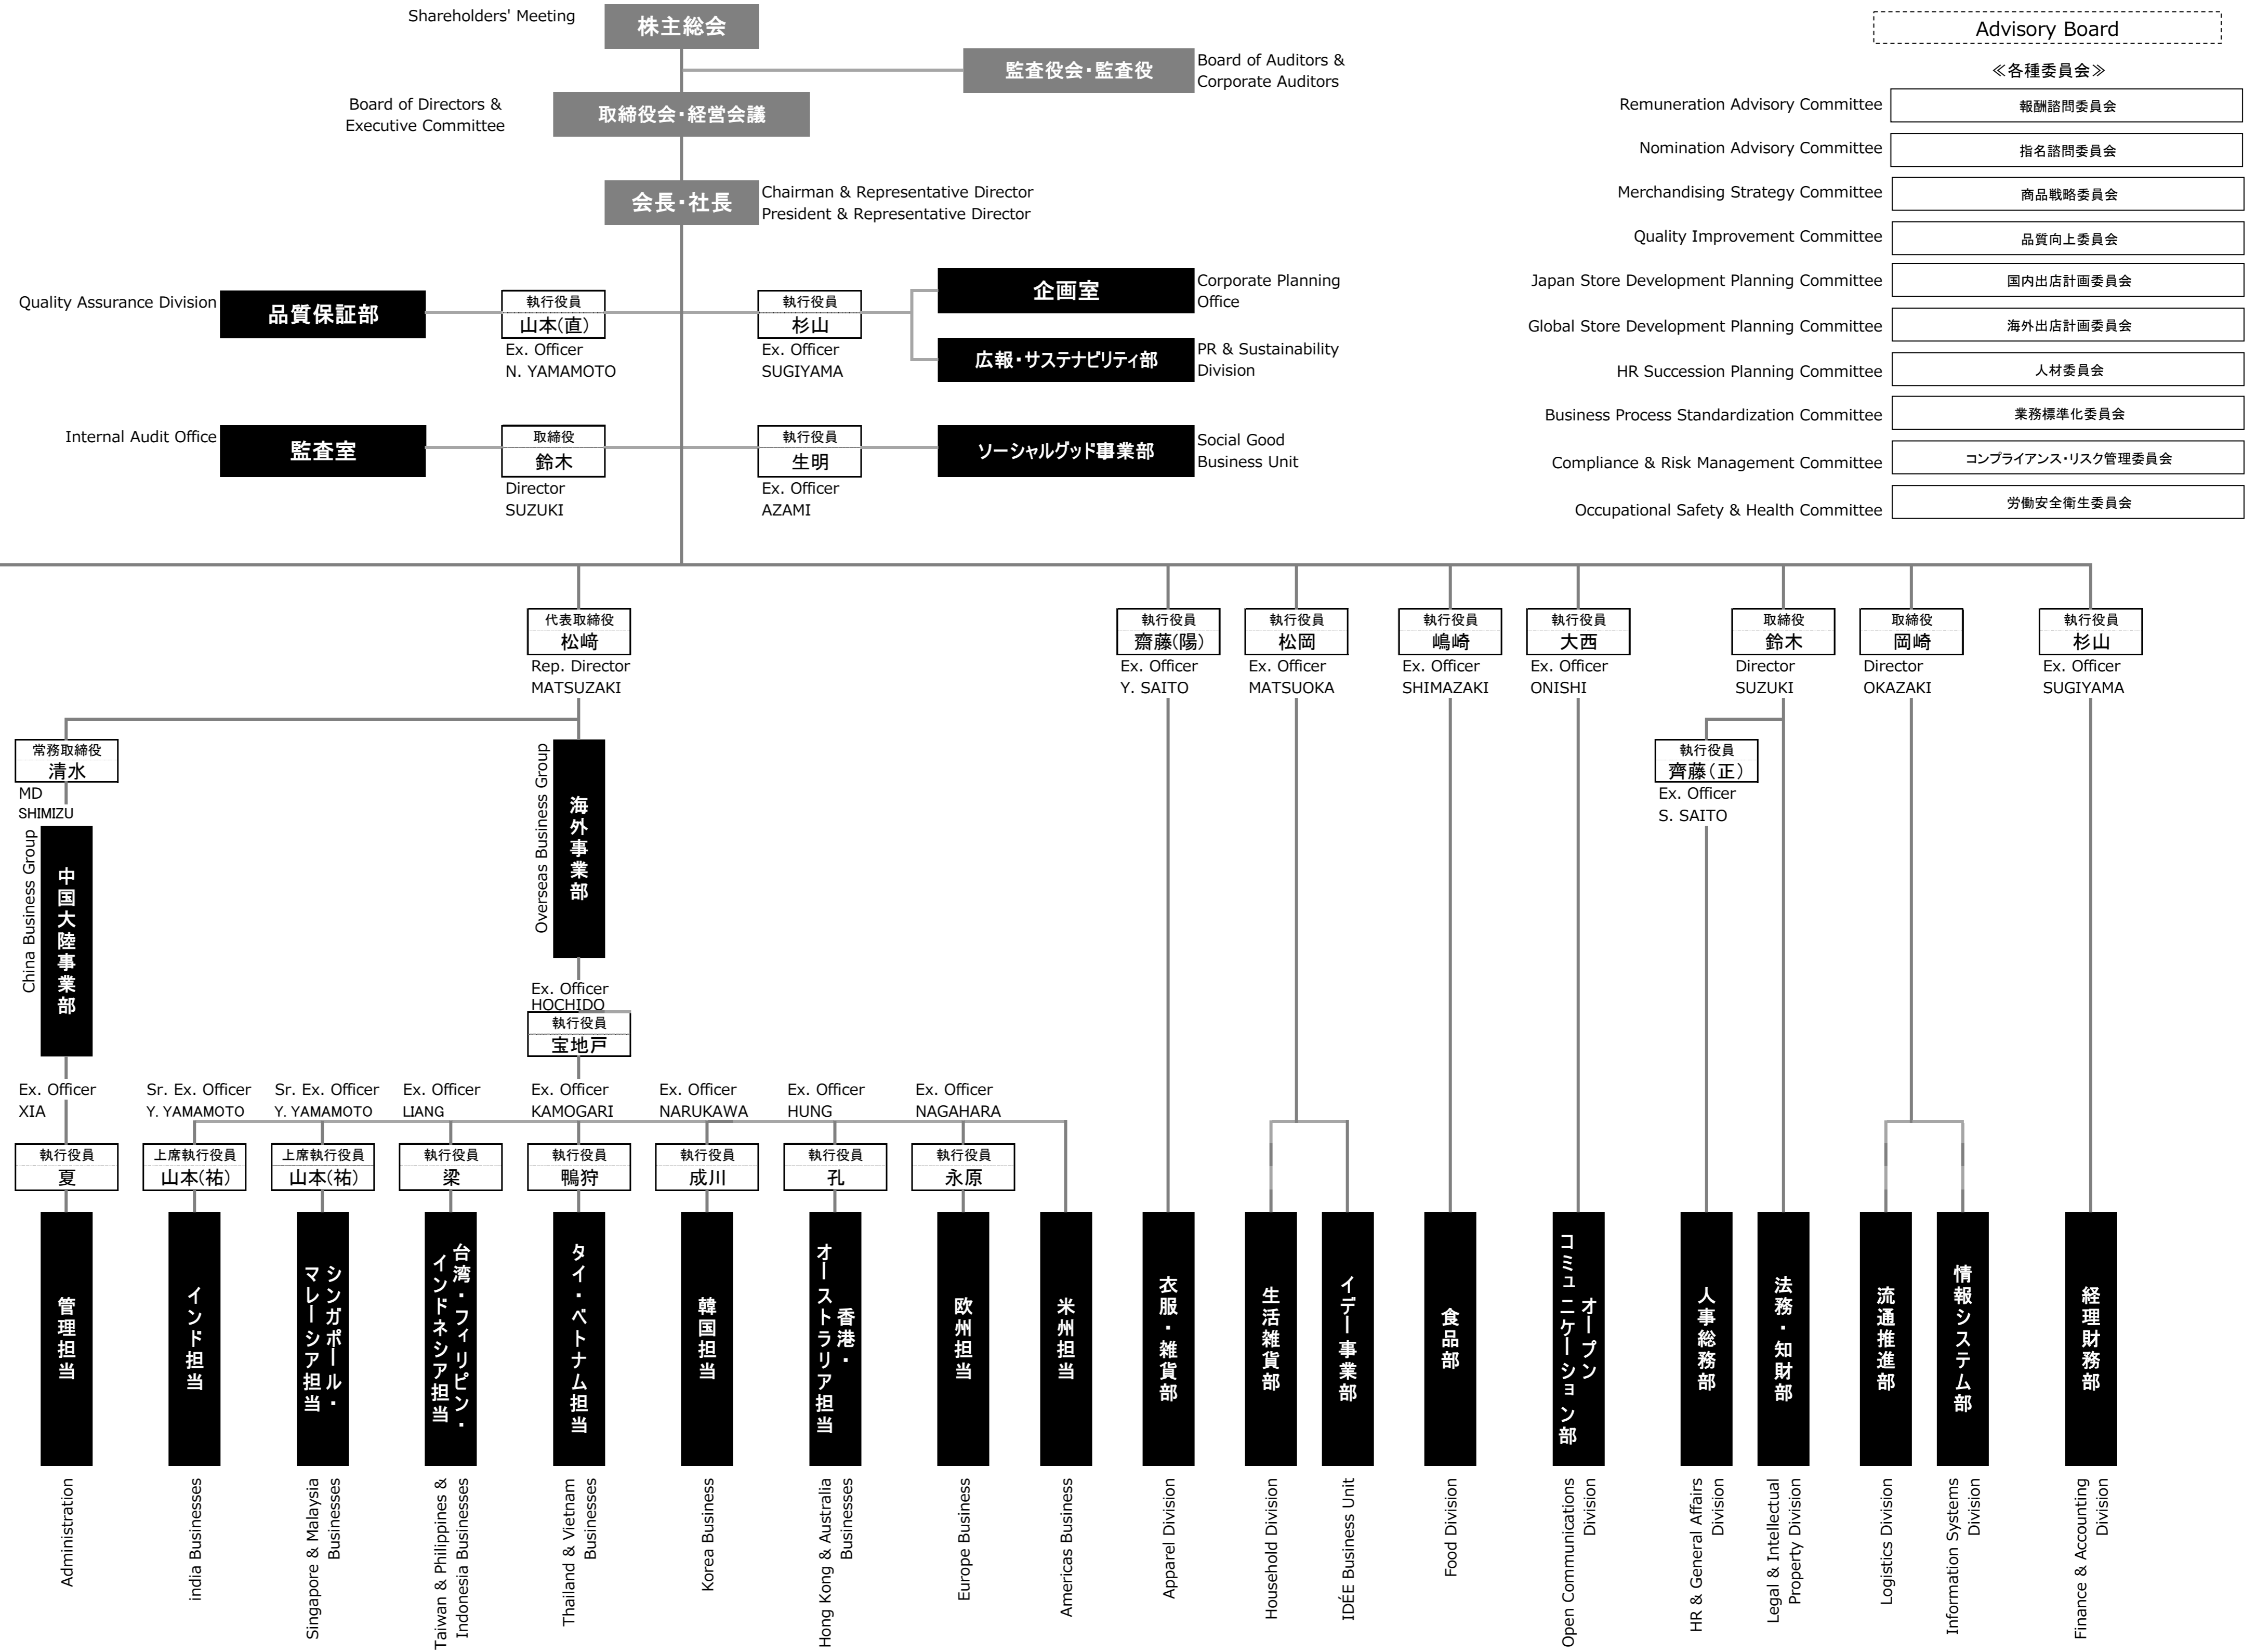 Shareholders' Meeting
株主総会
監査役会・監査役
Board of Auditors &
Corporate Auditors
Board of Directors &
Executive Committee
取締役会・経営会議
会長・社長
Chairman & Representative Director
President & Representative Director
Advisory Board
≪各種委員会≫
Remuneration Advisory Committee
報酬諮問委員会
Nomination Advisory Committee
指名諮問委員会
Merchandising Strategy Committee
商品戦略委員会
Quality Improvement Committee
品質向上委員会
Japan Store Development Planning Committee
国内出店計画委員会
Global Store Development Planning Committee
海外出店計画委員会
HR Succession Planning Committee
人材委員会
Business Process Standardization Committee
業務標準化委員会
Compliance & Risk Management Committee
コンプライアンス・リスク管理委員会
Occupational Safety & Health Committee
労働安全衛生委員会
Quality Assurance Division
品質保証部
執行役員
山本(直)
Ex. Officer
N. YAMAMOTO
執行役員
杉山
Ex. Officer
SUGIYAMA
企画室
Corporate Planning
Office
広報・サステナビリティ部
PR & Sustainability
Division
Internal Audit Office
監査室
取締役
鈴木
Director
SUZUKI
執行役員
生明
Ex. Officer
AZAMI
ソーシャルグッド事業部
Social Good
Business Unit
代表取締役
松﨑
Rep. Director
MATSUZAKI
執行役員
齋藤(陽)
Ex. Officer
Y. SAITO
執行役員
松岡
Ex. Officer
MATSUOKA
執行役員
嶋崎
Ex. Officer
SHIMAZAKI
執行役員
大西
Ex. Officer
ONISHI
取締役
鈴木
Director
SUZUKI
取締役
岡崎
Director
OKAZAKI
執行役員
杉山
Ex. Officer
SUGIYAMA
常務取締役
清水
MD
SHIMIZU
China Business Group
中国大陸事業部
Overseas Business Group
海外事業部
執行役員
齊藤(正)
Ex. Officer
S. SAITO
Ex. Officer
HOCHIDO
執行役員
宝地戸
Ex. Officer
XIA
執行役員
夏
Sr. Ex. Officer
Y. YAMAMOTO
上席執行役員
山本(祐)
Sr. Ex. Officer
Y. YAMAMOTO
上席執行役員
山本(祐)
Ex. Officer
LIANG
執行役員
梁
Ex. Officer
KAMOGARI
執行役員
鴨狩
Ex. Officer
NARUKAWA
執行役員
成川
Ex. Officer
HUNG
執行役員
孔
Ex. Officer
NAGAHARA
執行役員
永原
管理担当
インド担当
シンガポール・
マレーシア担当
台湾・フィリピン・
インドネシア担当
タイ・ベトナム担当
韓国担当
香港・
オーストラリア担当
欧州担当
米州担当
衣服・雑貨部
生活雑貨部
イデー事業部
食品部
オープン
コミュニケーション部
人事総務部
法務・知財部
流通推進部
情報システム部
経理財務部
Administration
india Businesses
Singapore & Malaysia
Businesses
Taiwan & Philippines &
Indonesia Businesses
Thailand & Vietnam
Businesses
Korea Business
Hong Kong & Australia
Businesses
Europe Business
Americas Business
Apparel Division
Household Division
IDÉE Business Unit
Food Division
Open Communications
Division
HR & General Affairs
Division
Legal & Intellectual
Property Division
Logistics Division
Information Systems
Division
Finance & Accounting
Division